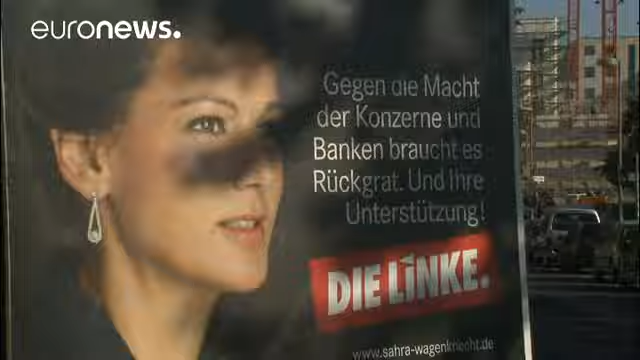 euronews.
Gegen die Macht
der Konzerne und
Banken braucht es
Rückgrat. Und Ihre
Unterstützung!
DIE LINKE.
www.sahra-wagenknecht.de